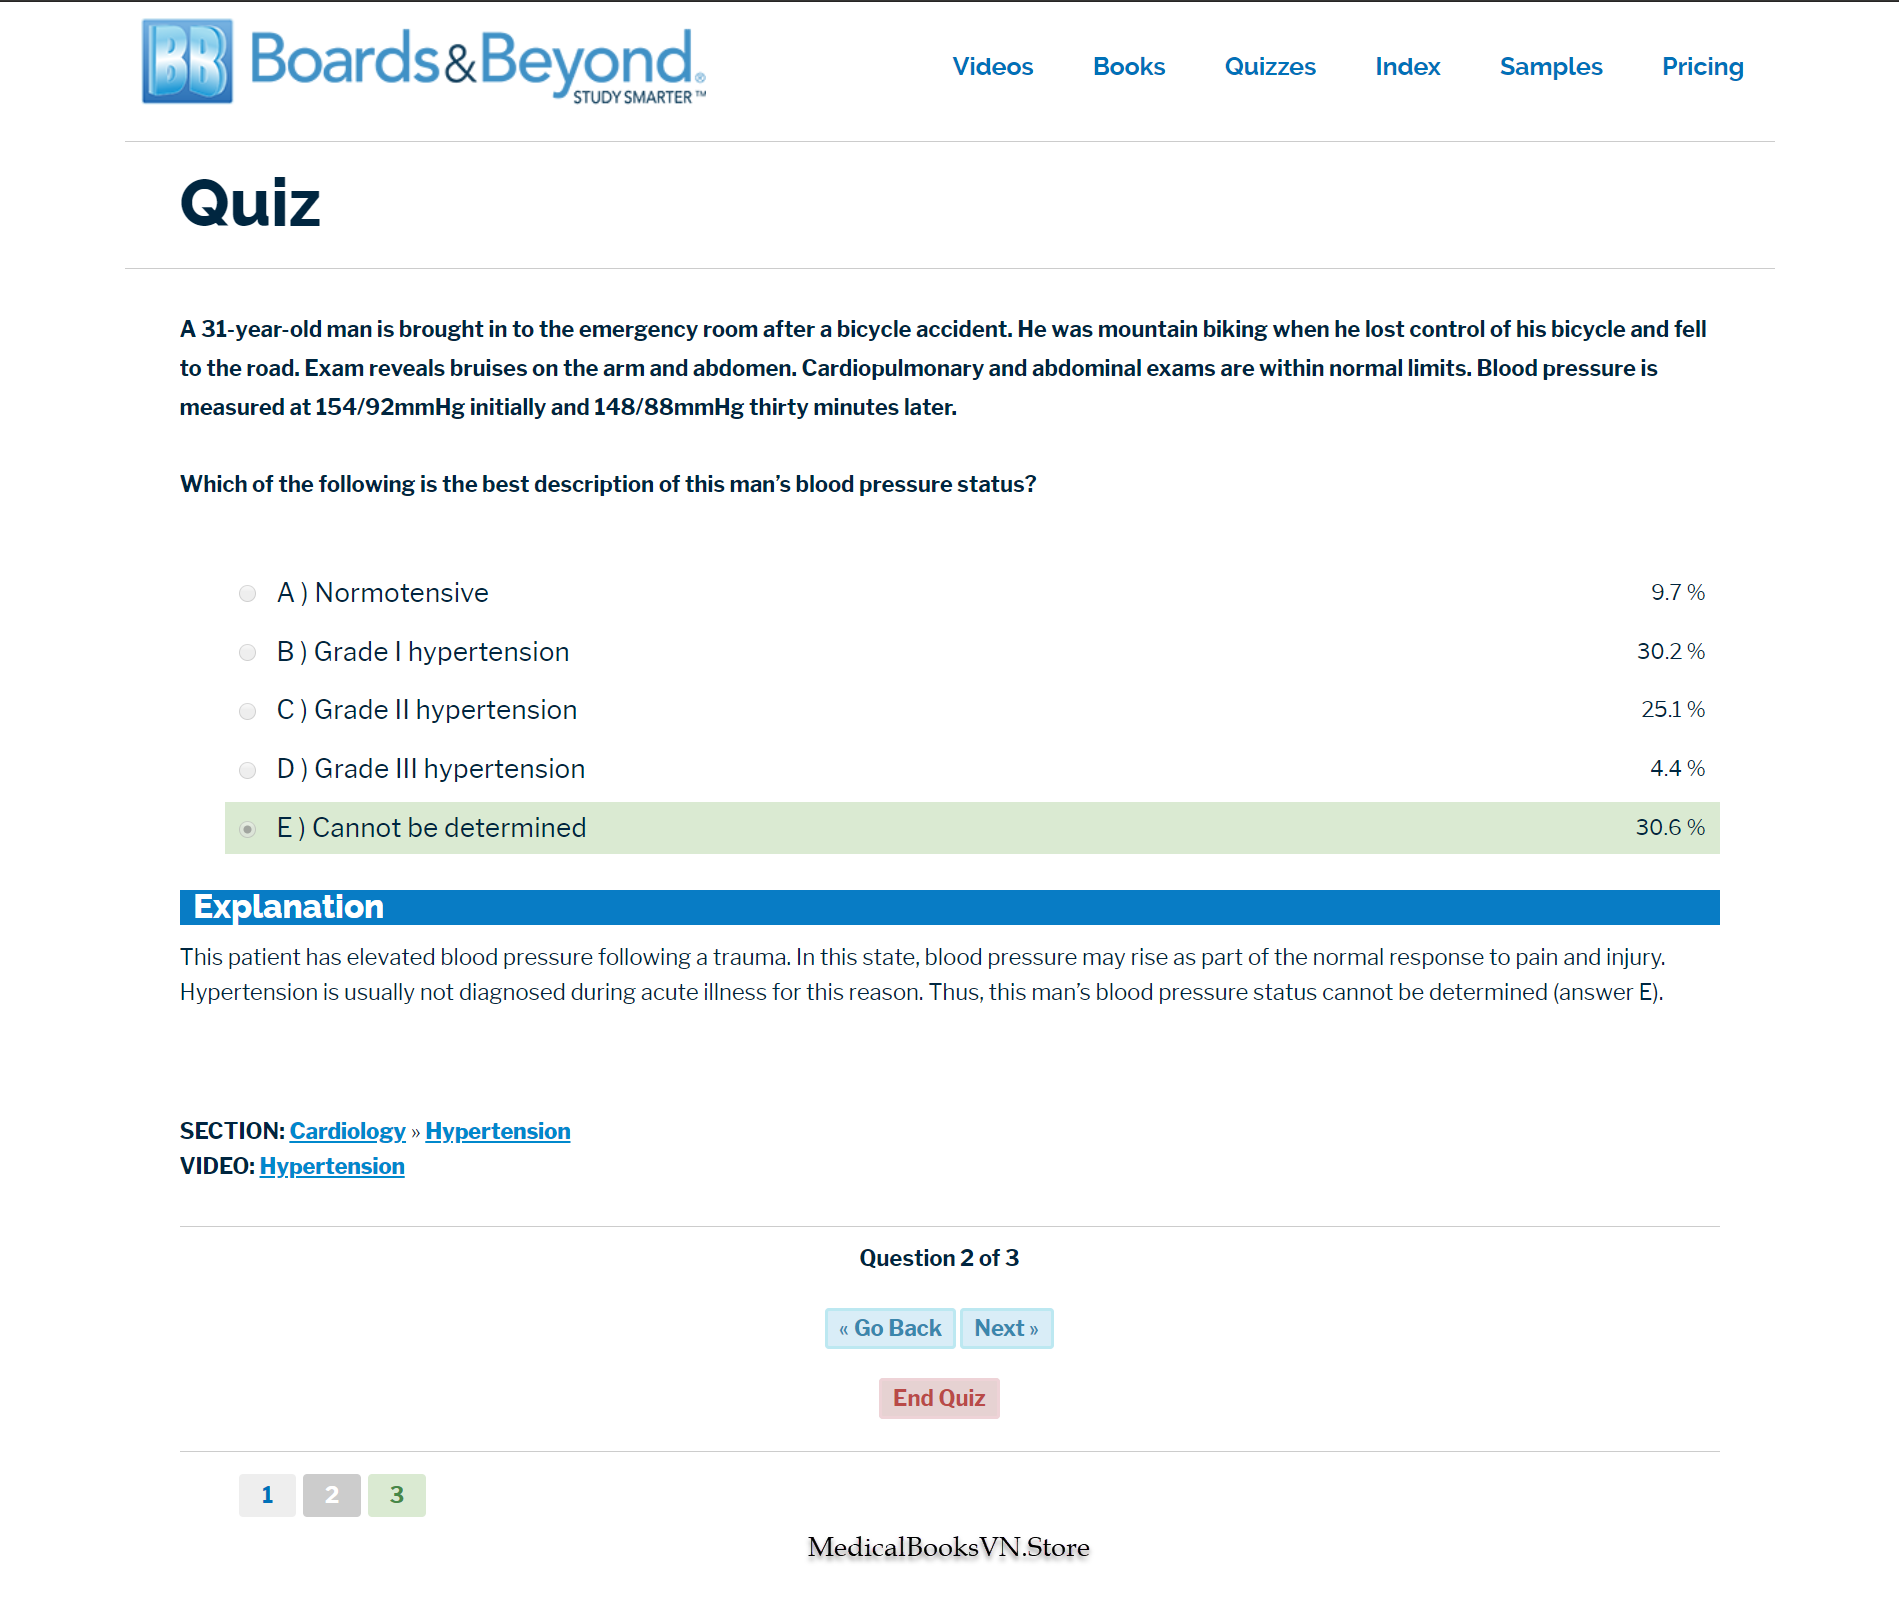 BB Boards&Beyond®
STUDY SMARTER™
Videos Books Quizzes Index Samples Pricing
Quiz
A 31-year-old man is brought in to the emergency room after a bicycle accident. He was mountain biking when he lost control of his bicycle and fell
to the road. Exam reveals bruises on the arm and abdomen. Cardiopulmonary and abdominal exams are within normal limits. Blood pressure is
measured at 154/92mmHg initially and 148/88mmHg thirty minutes later.
Which of the following is the best description of this man’s blood pressure status?
A ) Normotensive 9.7 %
B ) Grade I hypertension 30.2 %
C ) Grade II hypertension 25.1 %
D ) Grade III hypertension 4.4 %
E ) Cannot be determined 30.6 %
Explanation
This patient has elevated blood pressure following a trauma. In this state, blood pressure may rise as part of the normal response to pain and injury.
Hypertension is usually not diagnosed during acute illness for this reason. Thus, this man’s blood pressure status cannot be determined (answer E).
SECTION: Cardiology » Hypertension
VIDEO: Hypertension
Question 2 of 3
« Go Back Next »
End Quiz
1 2 3
MedicalBooksVN.Store